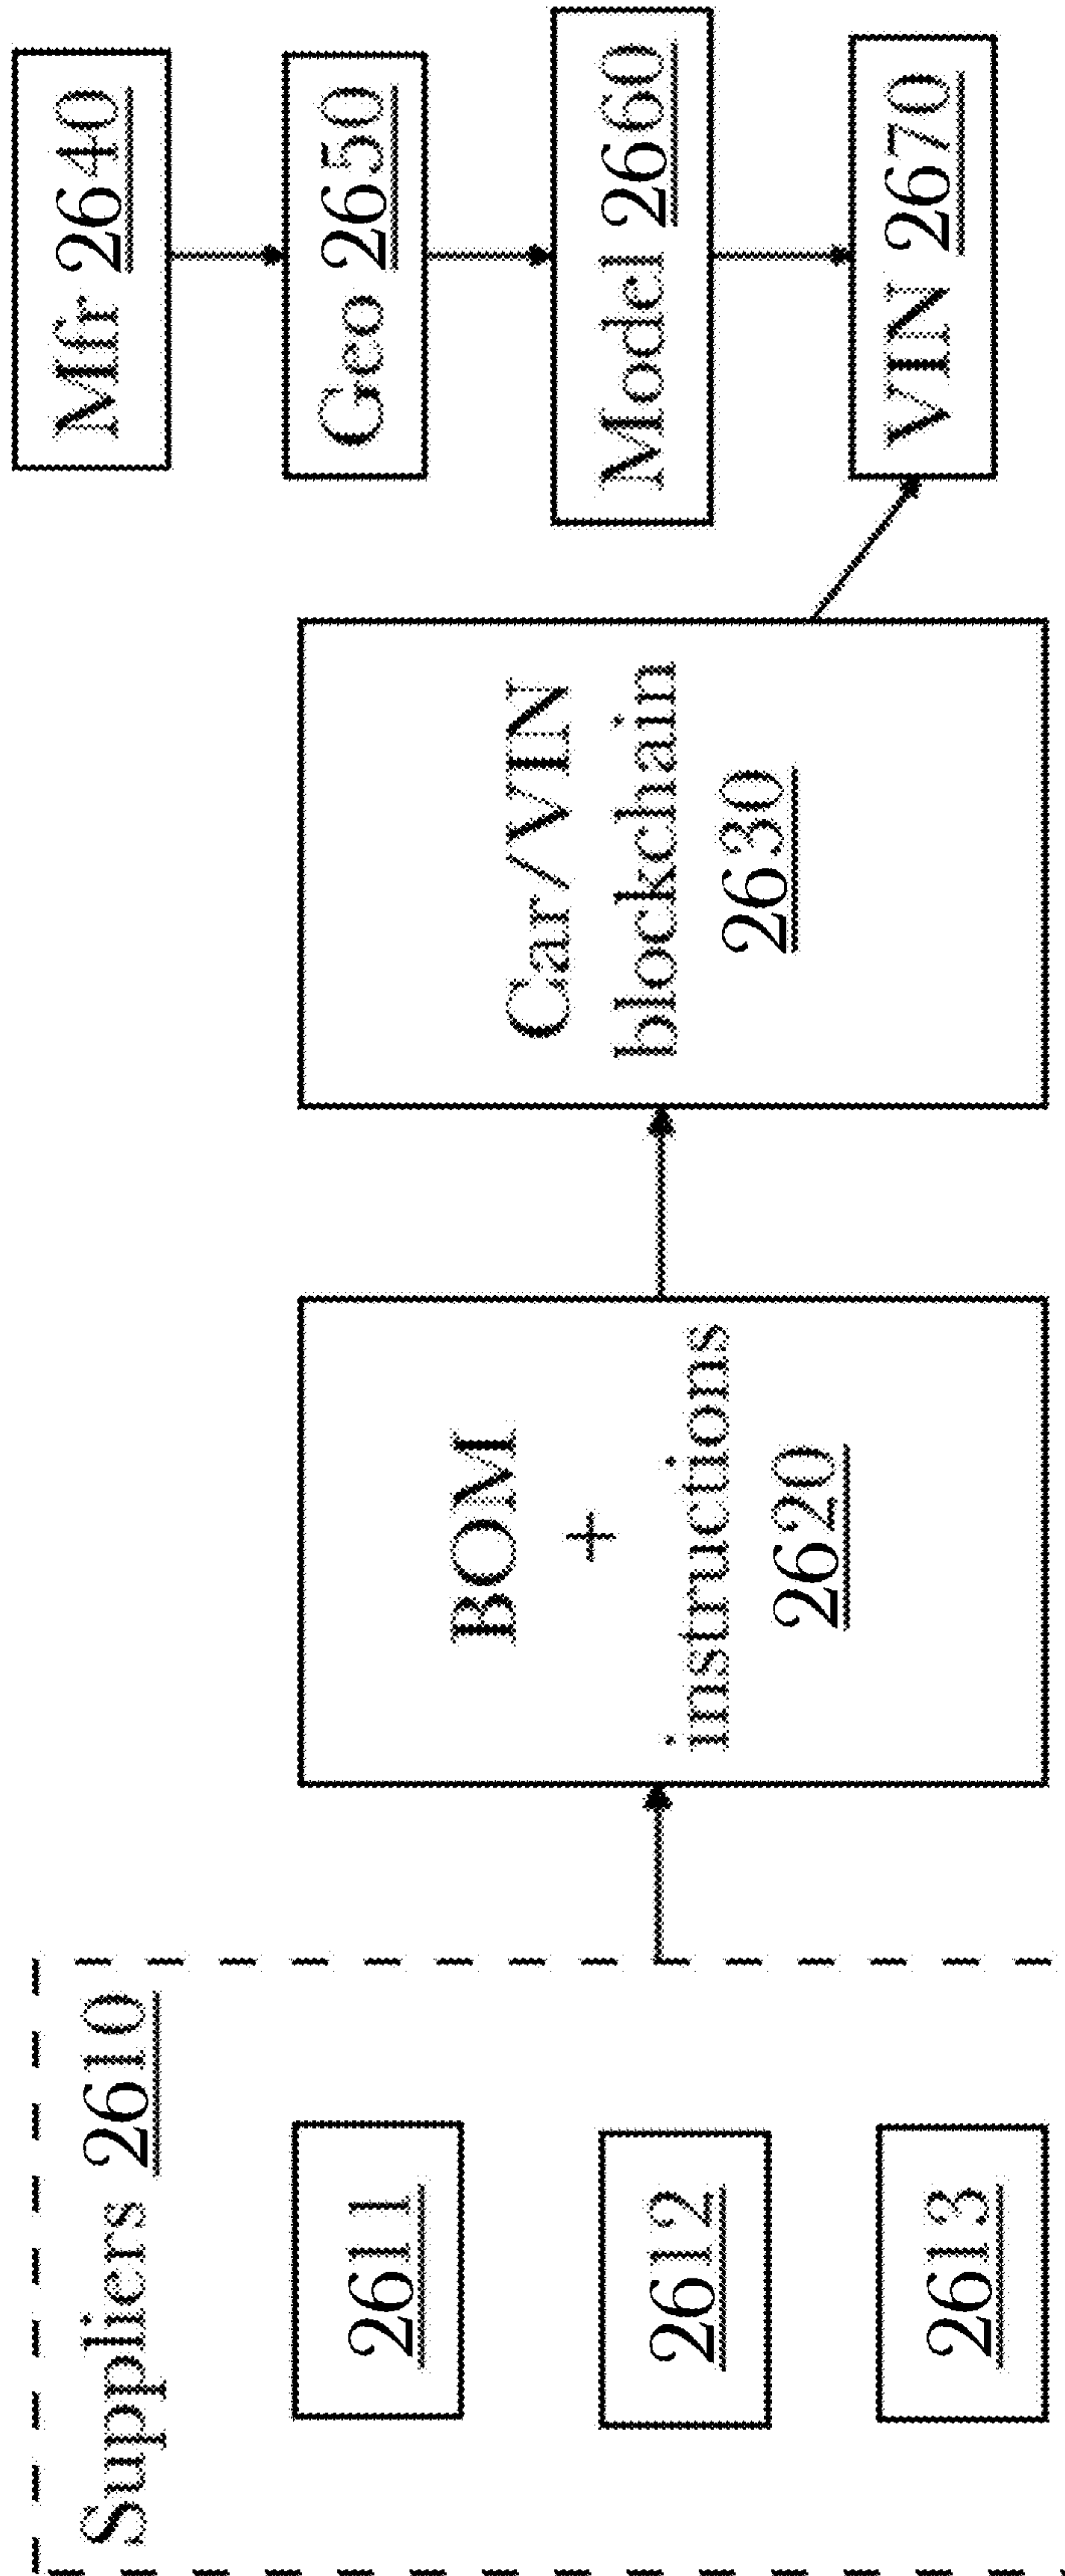 Suppliers 2610
2611
2612
2613
BOM
+
instructions
2620
Car/VIN
blockchain
2630
Mfr 2640
Geo 2650
Model 2660
VIN 2670